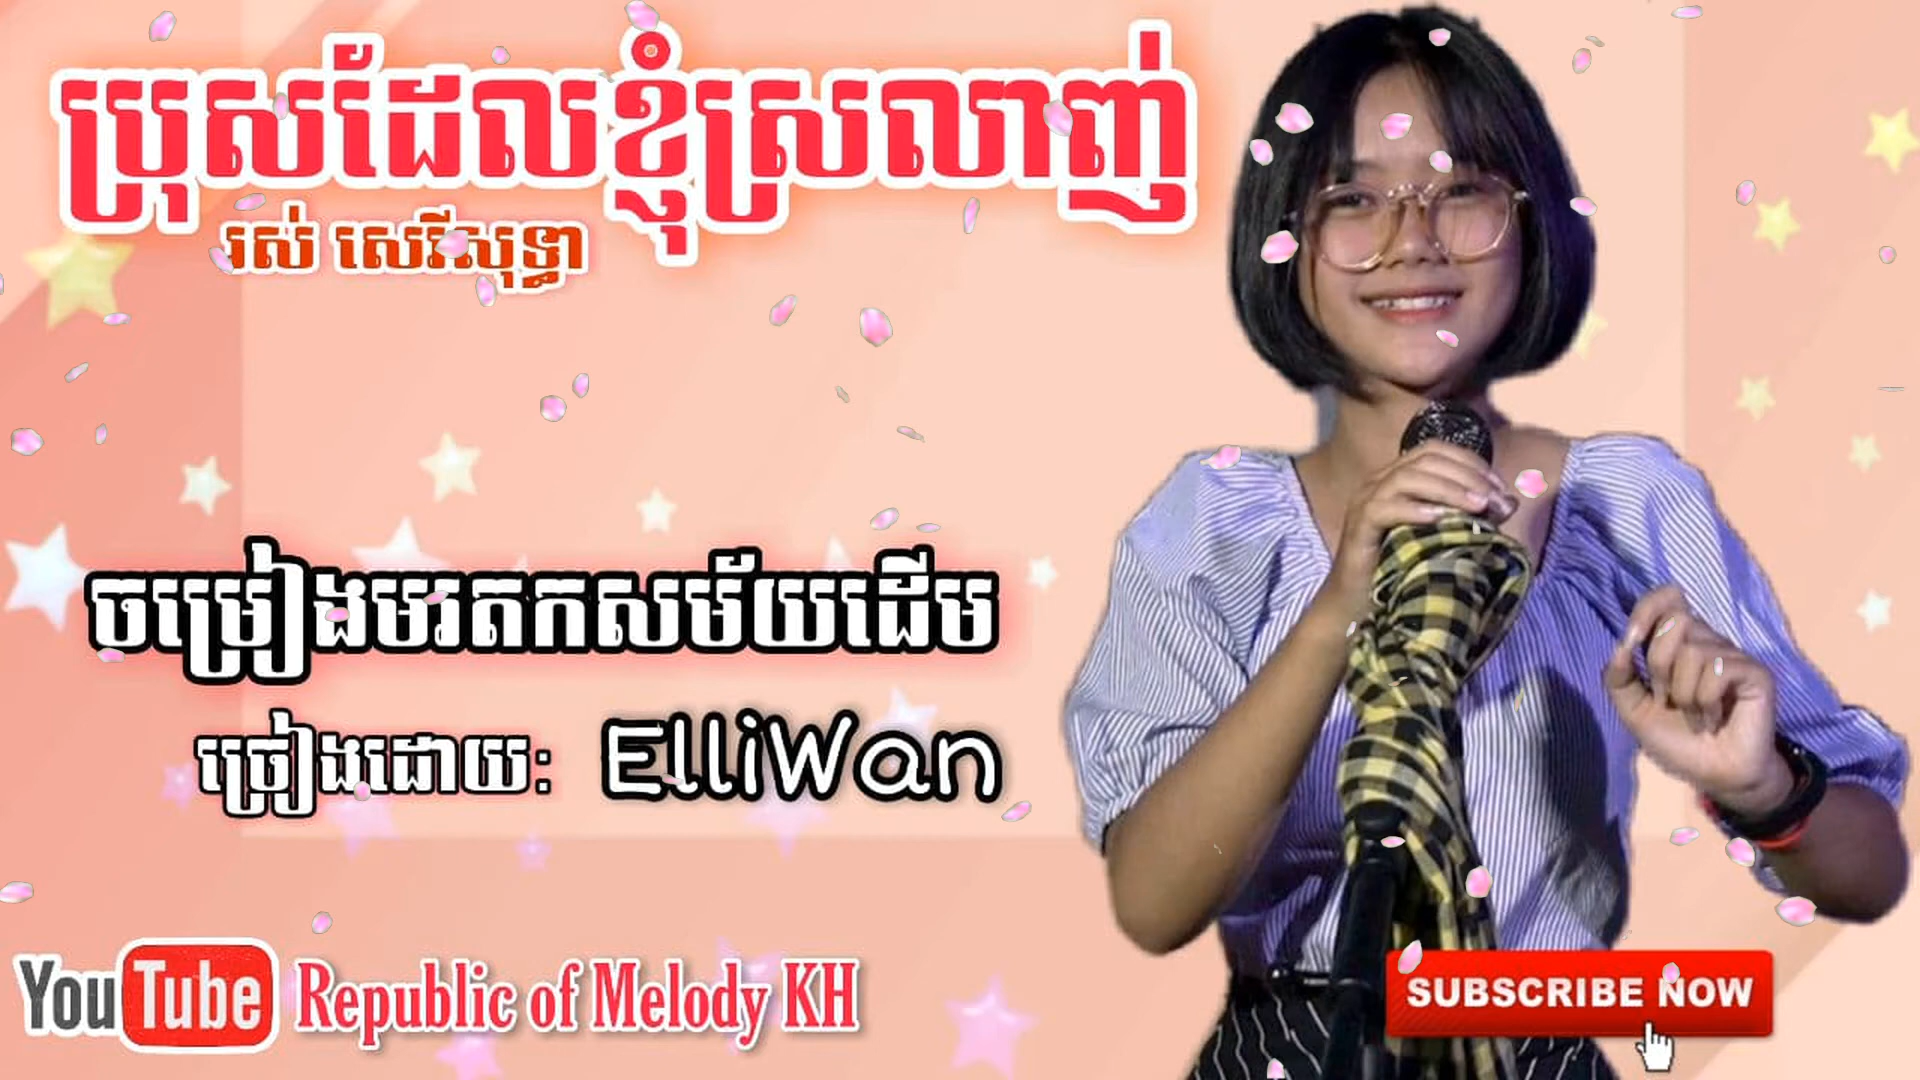 ប្រុសដែលខ្ញុំស្រលាញ់
រស់ សេរីសុទ្ធា
ចម្រៀងមរតកសម័យដើម
ច្រៀងដោយ: ElliWan
YouTube Republic of Melody KH
SUBSCRIBE NOW